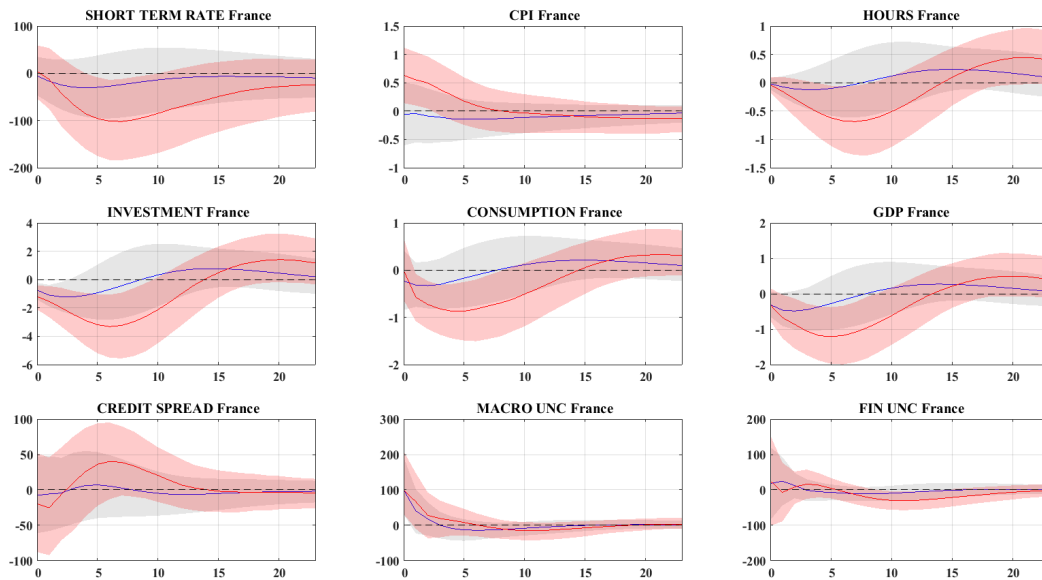 SHORT TERM RATE France
100
0
-100
-200
0 5 10 15 20
CPI France
1.5
1
0.5
0
-0.5
-1
0 5 10 15 20
HOURS France
1
0.5
0
-0.5
-1
-1.5
0 5 10 15 20
INVESTMENT France
4
2
0
-2
-4
-6
0 5 10 15 20
CONSUMPTION France
1
0
-1
-2
0 5 10 15 20
GDP France
2
1
0
-1
-2
0 5 10 15 20
CREDIT SPREAD France
100
50
0
-50
-100
0 5 10 15 20
MACRO UNC France
300
200
100
0
-100
-200
0 5 10 15 20
FIN UNC France
200
100
0
-100
-200
0 5 10 15 20